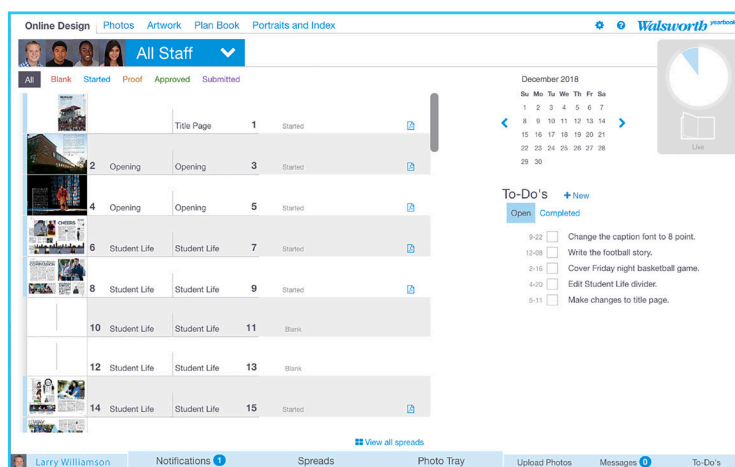 Online Design Photos Artwork Plan Book Portraits and Index Walsworth yearbooks
All Staff
All Blank Started Proof Approved Submitted
Title Page 1 Started
2 Opening Opening 3 Started
4 Opening Opening 5 Started
CHEERS
6 Student Life Student Life 7 Started
8 Student Life Student Life 9 Started
10 Student Life Student Life 11 Blank
12 Student Life Student Life 13 Blank
14 Student Life Student Life 15 Started
View all spreads
December 2018
Su Mo Tu We Th Fr Sa
1 2 3 4 5 6 7
8 9 10 11 12 13 14
15 16 17 18 19 20 21
22 23 24 25 26 27 28
29 30
Live
To-Do's + New
Open Completed
9-22 Change the caption font to 8 point.
12-08 Write the football story.
2-16 Cover Friday night basketball game.
4-20 Edit Student Life divider.
5-11 Make changes to title page.
Larry Williamson Notifications 1 Spreads Photo Tray Upload Photos Messages 0 To-Do's